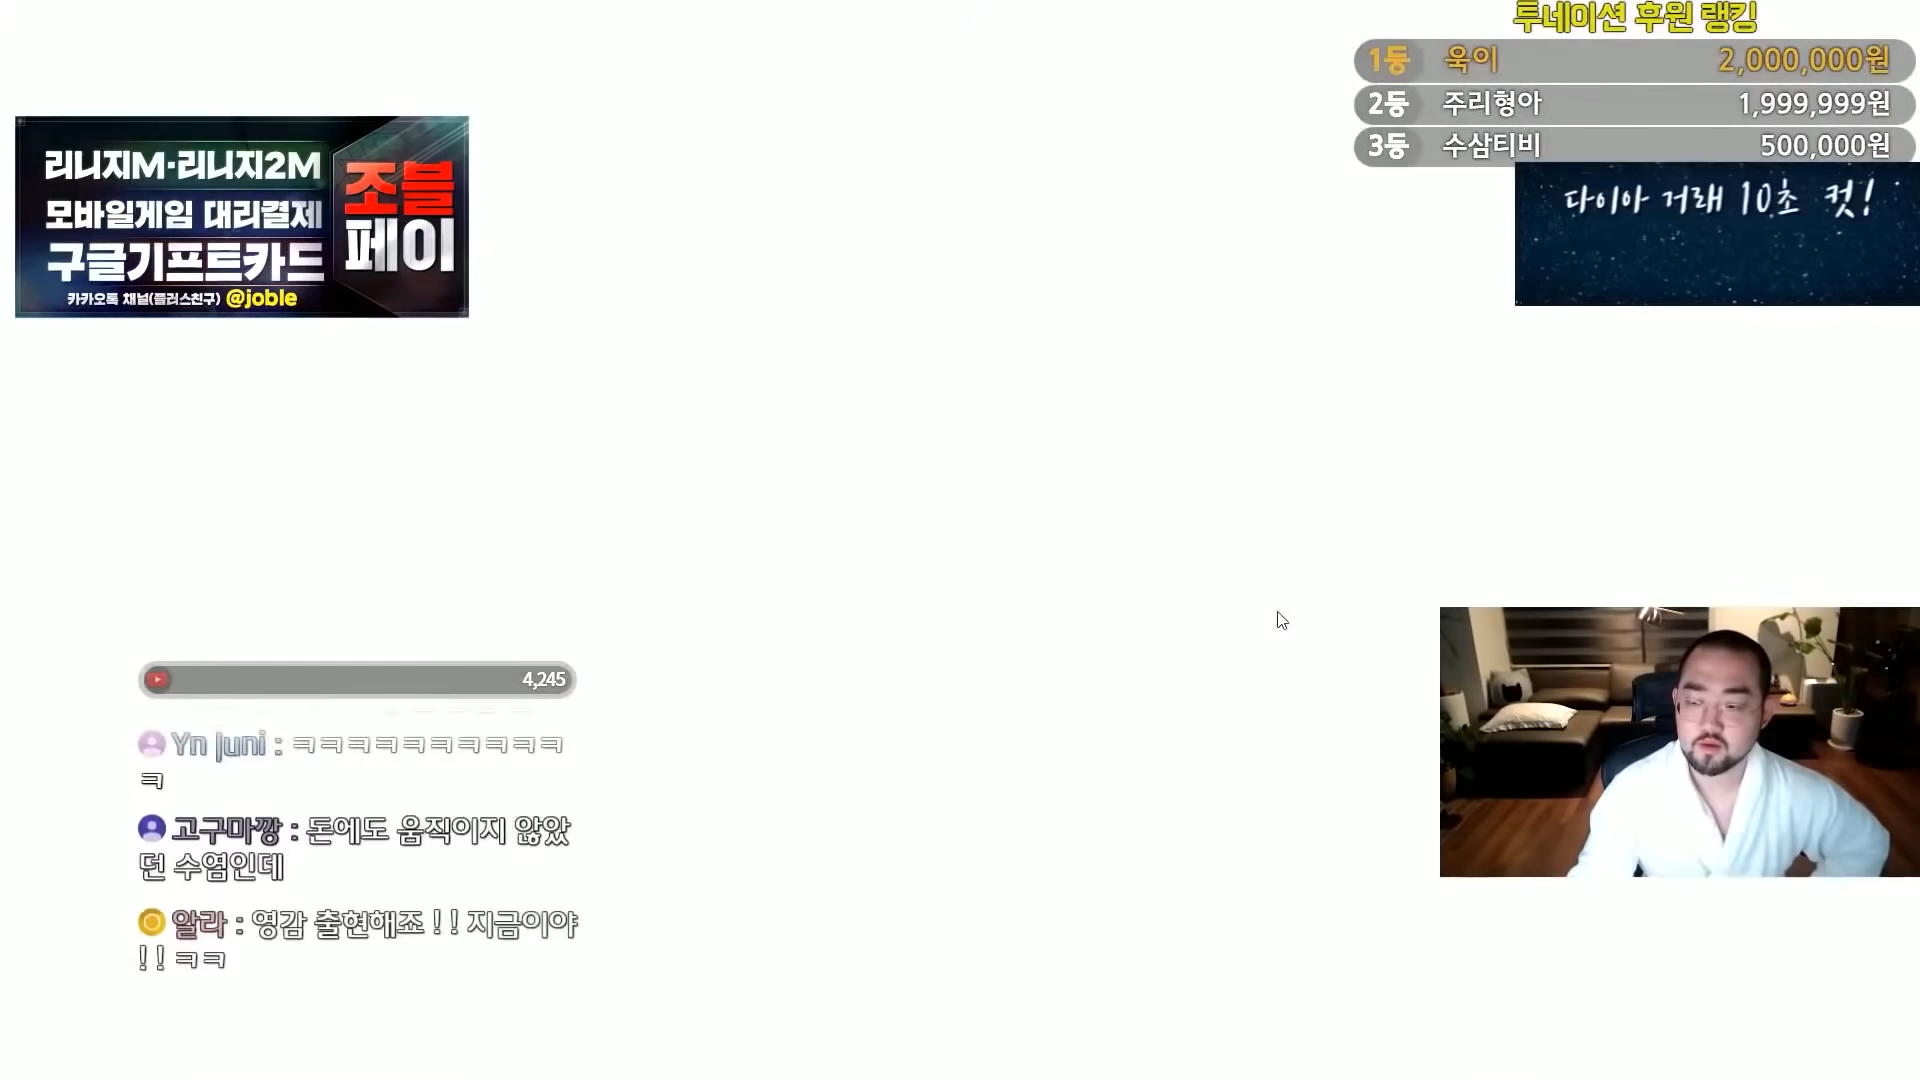 투네이션 후원 랭킹
1등 욱이 2,000,000원
2등 주리형아 1,999,999원
3등 수삼티비 500,000원
다이아 거래 10초 컷!
리니지M·리니지2M
모바일게임 대리결제
구글기프트카드
카카오톡 채널(플러스친구) @joble
조블
페이
4,245
Yn Juni : ㅋㅋㅋㅋㅋㅋㅋㅋㅋㅋ
ㅋ
고구마깡 : 돈에도 움직이지 않았
던 수염인데
알라 : 영감 출현해죠 ! ! 지금이야
! ! ㅋㅋ